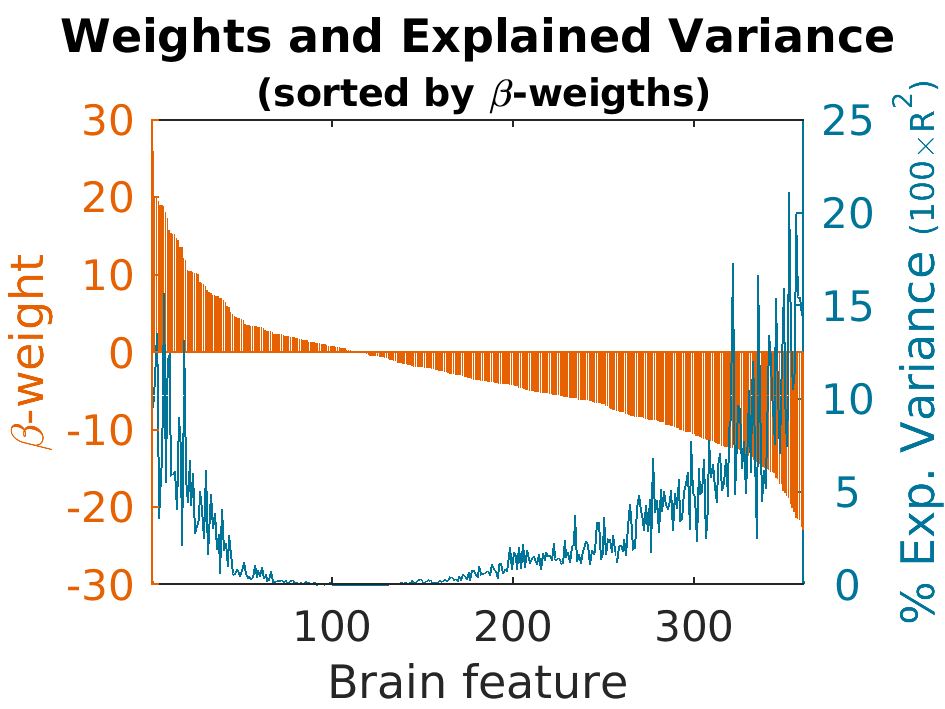 Weights and Explained Variance
(sorted by β-weigths)
30
20
10
0
-10
-20
-30
β-weight
25
20
15
10
5
0
% Exp. Variance (100×R²)
100 200 300
Brain feature